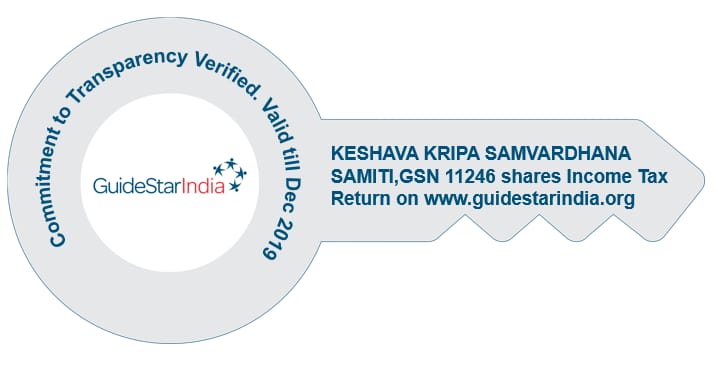 Commitment to Transparency Verified. Valid till Dec 2019
GuideStarIndia
KESHAVA KRIPA SAMVARDHANA
SAMITI,GSN 11246 shares Income Tax
Return on www.guidestarindia.org